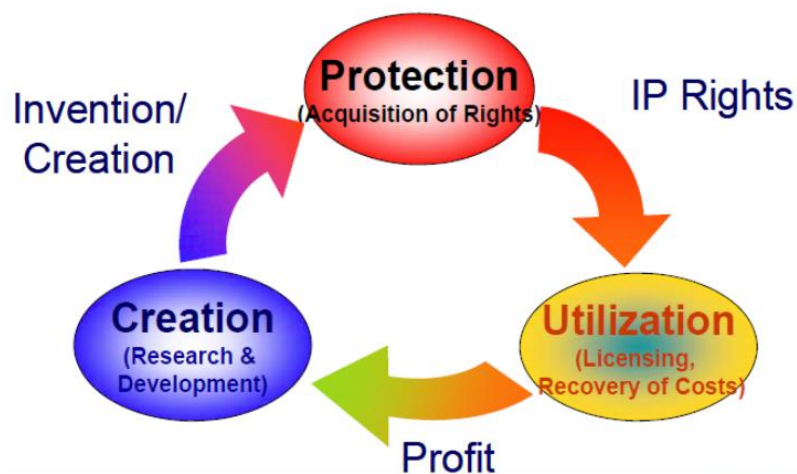 Protection
(Acquisition of Rights)
Invention/
Creation
IP Rights
Creation
(Research &
Development)
Utilization
(Licensing,
Recovery of Costs)
Profit